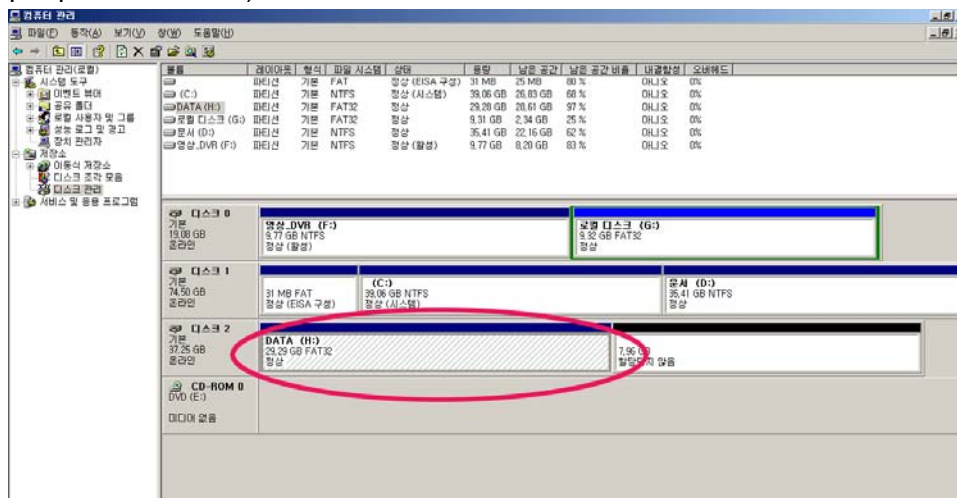 컴퓨터 관리
파일(F) 동작(A) 보기(V) 창(W) 도움말(H)
컴퓨터 관리(로컬)
시스템 도구
이벤트 뷰어
공유 폴더
로컬 사용자 및 그룹
성능 로그 및 경고
장치 관리자
저장소
이동식 저장소
디스크 조각 모음
디스크 관리
서비스 및 응용 프로그램
볼륨 레이아웃 형식 파일 시스템 상태 용량 남은 공간 남은 공간 비율 내결함성 오버헤드
파티션 기본 FAT 정상 (EISA 구성) 31 MB 25 MB 80 % 아니오 0%
(C:) 파티션 기본 NTFS 정상 (시스템) 39,06 GB 26,83 GB 68 % 아니오 0%
DATA (H:) 파티션 기본 FAT32 정상 29,28 GB 28,61 GB 97 % 아니오 0%
로컬 디스크 (G:) 파티션 기본 FAT32 정상 9,31 GB 2,34 GB 25 % 아니오 0%
문서 (D:) 파티션 기본 NTFS 정상 35,41 GB 22,16 GB 62 % 아니오 0%
영상_DVR (F:) 파티션 기본 NTFS 정상 (활성) 9,77 GB 8,20 GB 83 % 아니오 0%
디스크 0
기본
19,08 GB
온라인
영상_DVR (F:)
9,77 GB NTFS
정상 (활성)
로컬 디스크 (G:)
9,32 GB FAT32
정상
디스크 1
기본
74,50 GB
온라인
31 MB FAT
정상 (EISA 구성)
(C:)
39,06 GB NTFS
정상 (시스템)
문서 (D:)
35,41 GB NTFS
정상
디스크 2
기본
37,25 GB
온라인
DATA (H:)
29,29 GB FAT32
정상
7,96 GB
할당되지 않음
CD-ROM 0
DVD (E:)
미디어 없음